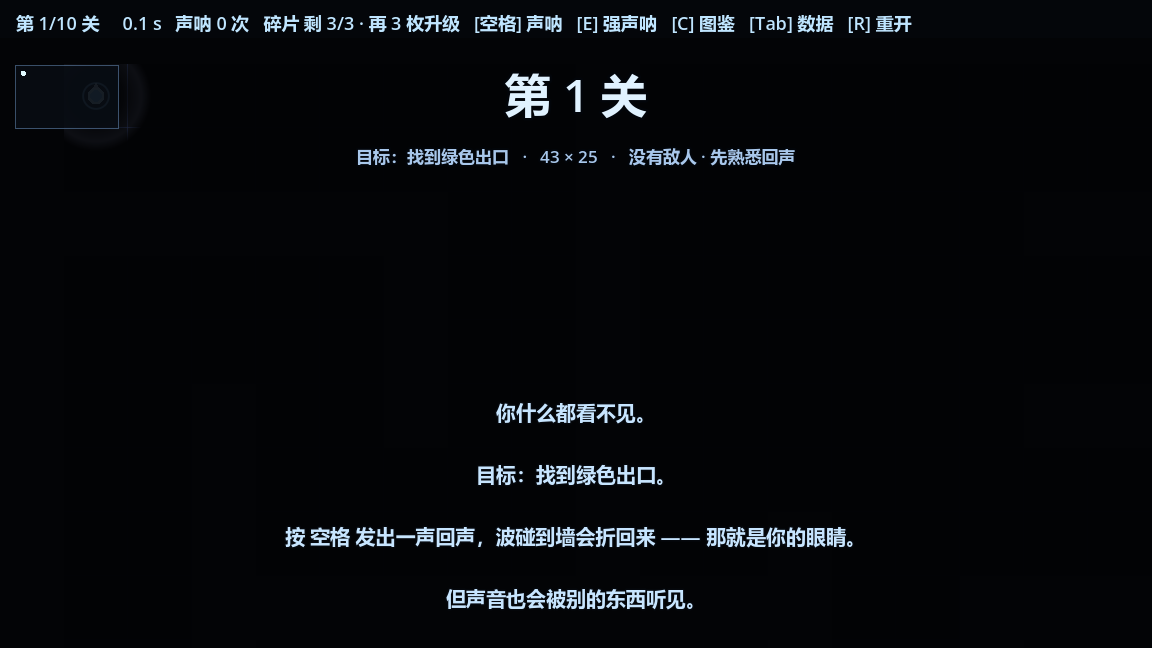 第 1/10 关 0.1 s 声呐 0 次 碎片 剩 3/3 · 再 3 枚升级 [空格] 声呐 [E] 强声呐 [C] 图鉴 [Tab] 数据 [R] 重开
第 1 关
目标：找到绿色出口 · 43 × 25 · 没有敌人 · 先熟悉回声
你什么都看不见。
目标：找到绿色出口。
按 空格 发出一声回声，波碰到墙会折回来 —— 那就是你的眼睛。
但声音也会被别的东西听见。